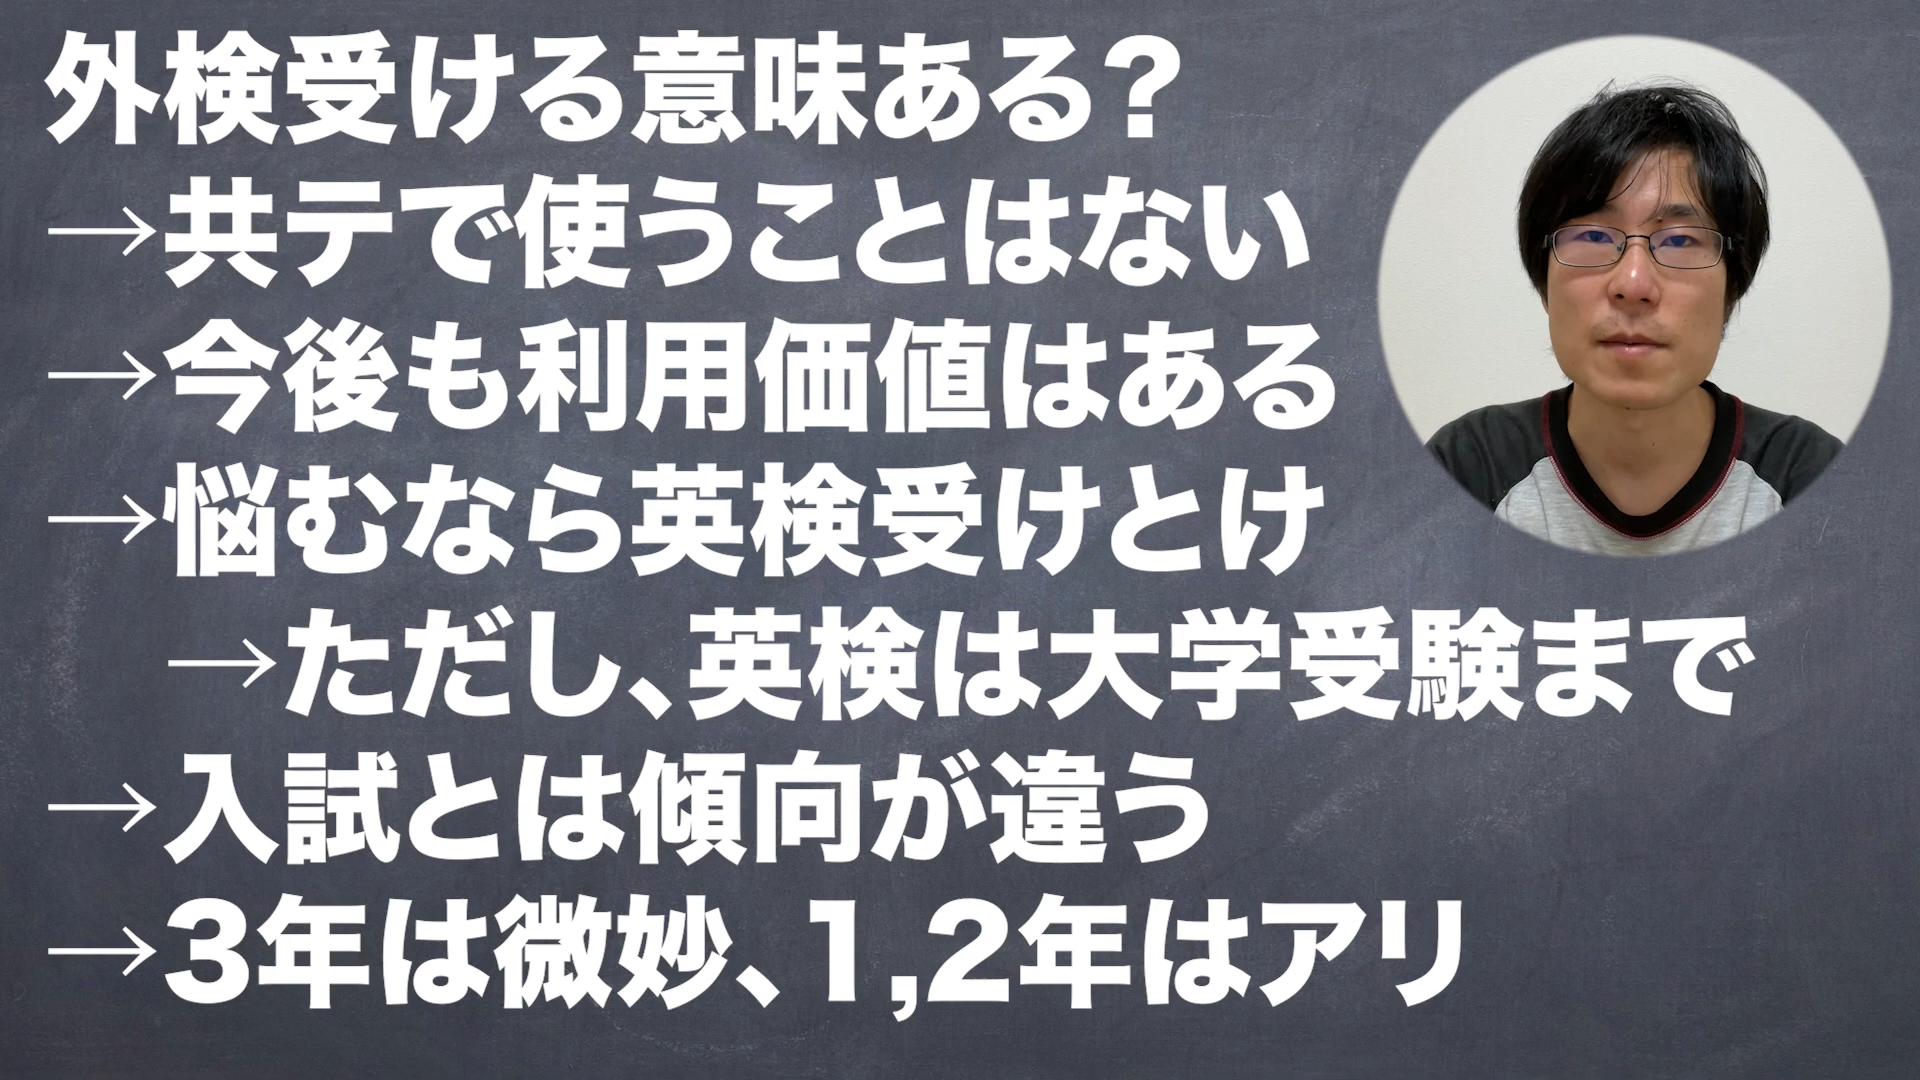 外検受ける意味ある？
→共テで使うことはない
→今後も利用価値はある
→悩むなら英検受けとけ
→ただし、英検は大学受験まで
→入試とは傾向が違う
→3年は微妙、1,2年はアリ